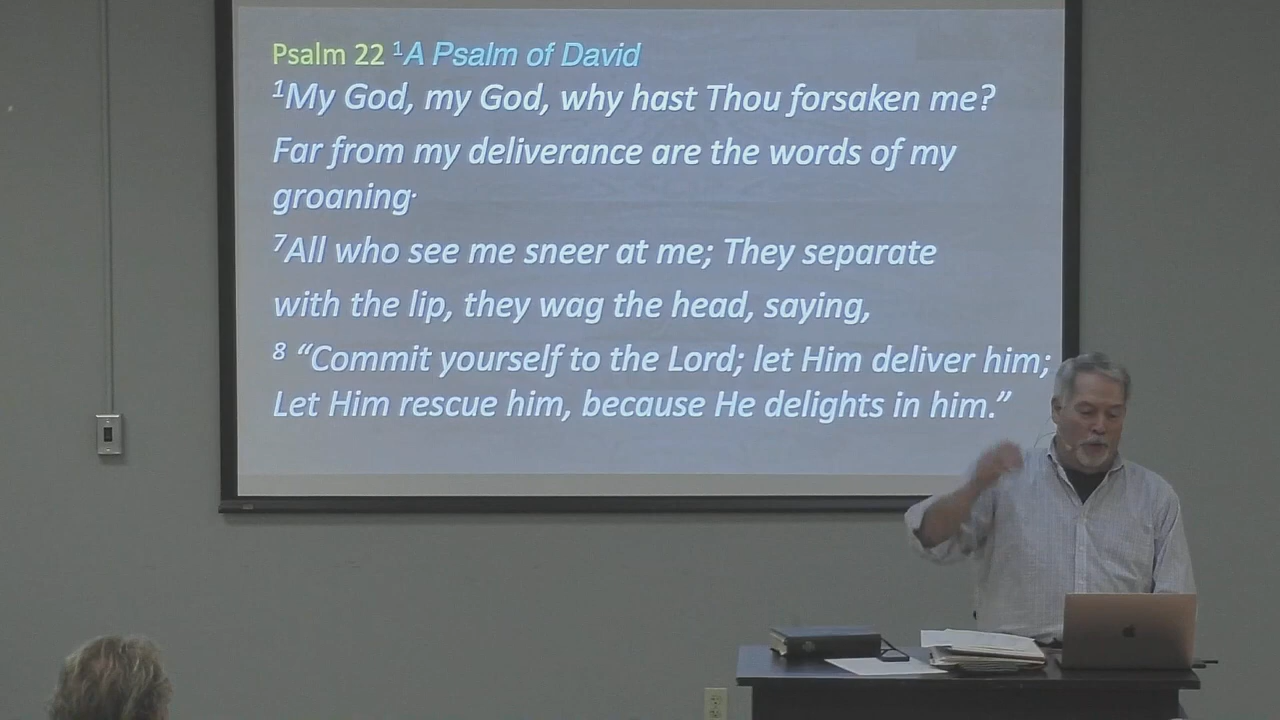 Psalm 22 ¹A Psalm of David
¹My God, my God, why hast Thou forsaken me?
Far from my deliverance are the words of my
groaning.
⁷All who see me sneer at me; They separate
with the lip, they wag the head, saying,
⁸ “Commit yourself to the Lord; let Him deliver him;
Let Him rescue him, because He delights in him.”